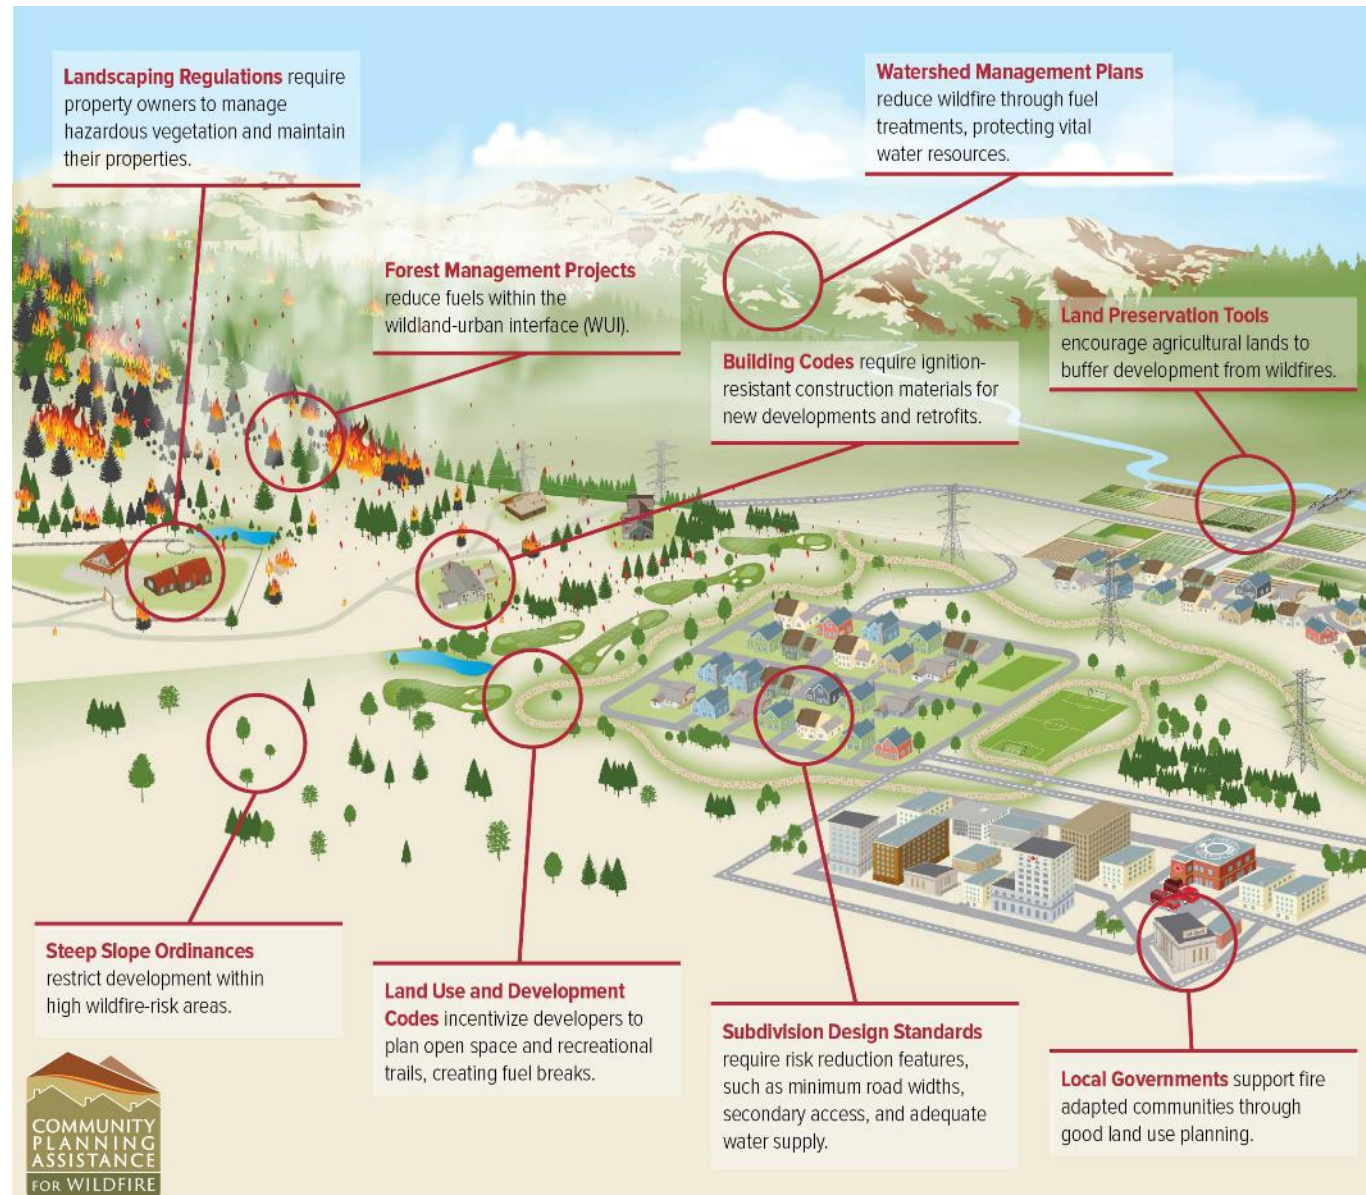 Landscaping Regulations require
property owners to manage
hazardous vegetation and maintain
their properties.
Watershed Management Plans
reduce wildfire through fuel
treatments, protecting vital
water resources.
Forest Management Projects
reduce fuels within the
wildland-urban interface (WUI).
Building Codes require ignition-
resistant construction materials for
new developments and retrofits.
Land Preservation Tools
encourage agricultural lands to
buffer development from wildfires.
Steep Slope Ordinances
restrict development within
high wildfire-risk areas.
Land Use and Development
Codes incentivize developers to
plan open space and recreational
trails, creating fuel breaks.
Subdivision Design Standards
require risk reduction features,
such as minimum road widths,
secondary access, and adequate
water supply.
Local Governments support fire
adapted communities through
good land use planning.
COMMUNITY
PLANNING
ASSISTANCE
FOR WILDFIRE